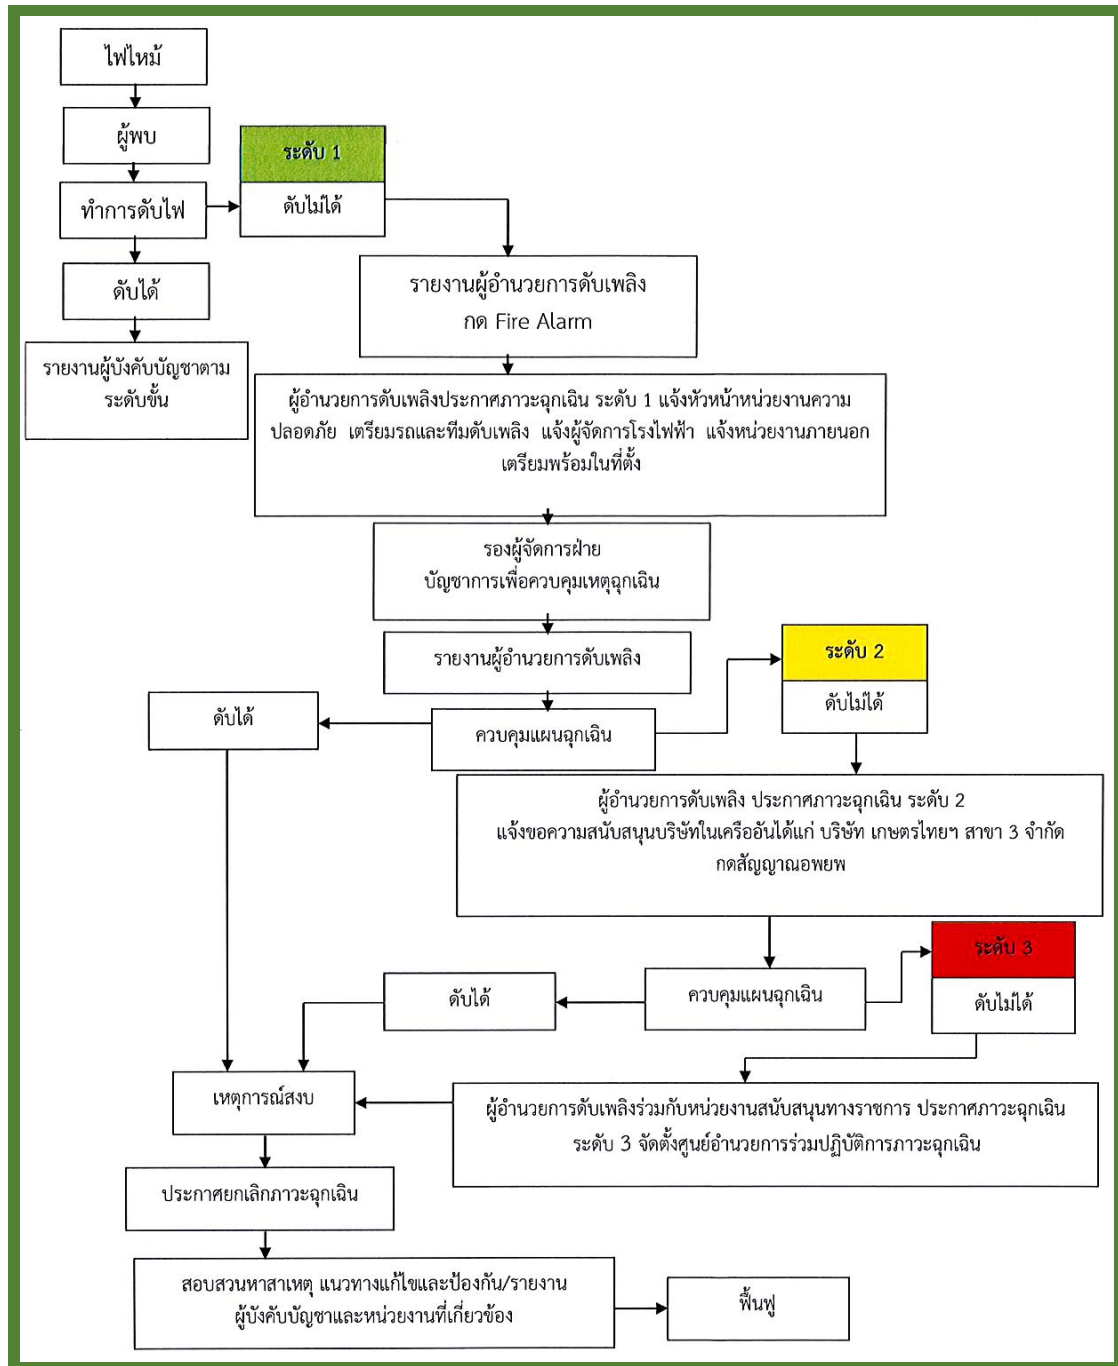 ไฟไหม้
ผู้พบ
ทำการดับไฟ
ระดับ 1
ดับไม่ได้
ดับได้
รายงานผู้บังคับบัญชาตาม
ระดับขั้น
รายงานผู้อำนวยการดับเพลิง
กด Fire Alarm
ผู้อำนวยการดับเพลิงประกาศภาวะฉุกเฉิน ระดับ 1 แจ้งหัวหน้าหน่วยงานความ
ปลอดภัย เตรียมรถและทีมดับเพลิง แจ้งผู้จัดการโรงไฟฟ้า แจ้งหน่วยงานภายนอก
เตรียมพร้อมในที่ตั้ง
รองผู้จัดการฝ่าย
บัญชาการเพื่อควบคุมเหตุฉุกเฉิน
รายงานผู้อำนวยการดับเพลิง
ระดับ 2
ดับไม่ได้
ดับได้
ควบคุมแผนฉุกเฉิน
ผู้อำนวยการดับเพลิง ประกาศภาวะฉุกเฉิน ระดับ 2
แจ้งขอความสนับสนุนบริษัทในเครืออันได้แก่ บริษัท เกษตรไทยฯ สาขา 3 จำกัด
กดสัญญาณอพยพ
ระดับ 3
ดับไม่ได้
ดับได้
ควบคุมแผนฉุกเฉิน
เหตุการณ์สงบ
ผู้อำนวยการดับเพลิงร่วมกับหน่วยงานสนับสนุนทางราชการ ประกาศภาวะฉุกเฉิน
ระดับ 3 จัดตั้งศูนย์อำนวยการร่วมปฏิบัติการภาวะฉุกเฉิน
ประกาศยกเลิกภาวะฉุกเฉิน
สอบสวนหาสาเหตุ แนวทางแก้ไขและป้องกัน/รายงาน
ผู้บังคับบัญชาและหน่วยงานที่เกี่ยวข้อง
ฟื้นฟู